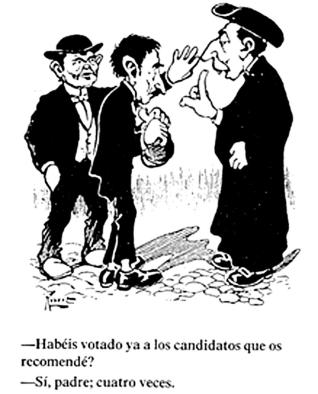 —Habéis votado ya a los candidatos que os
recomendé?
—Sí, padre; cuatro veces.